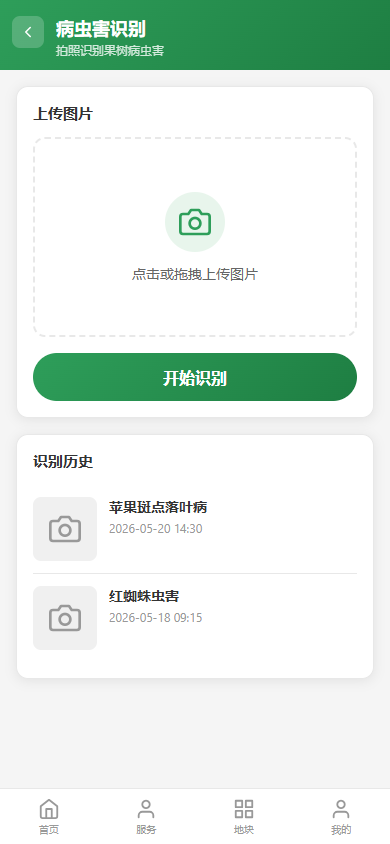 病虫害识别
拍照识别果树病虫害
上传图片
点击或拖拽上传图片
开始识别
识别历史
苹果斑点落叶病
2026-05-20 14:30
红蜘蛛虫害
2026-05-18 09:15
首页
服务
地块
我的